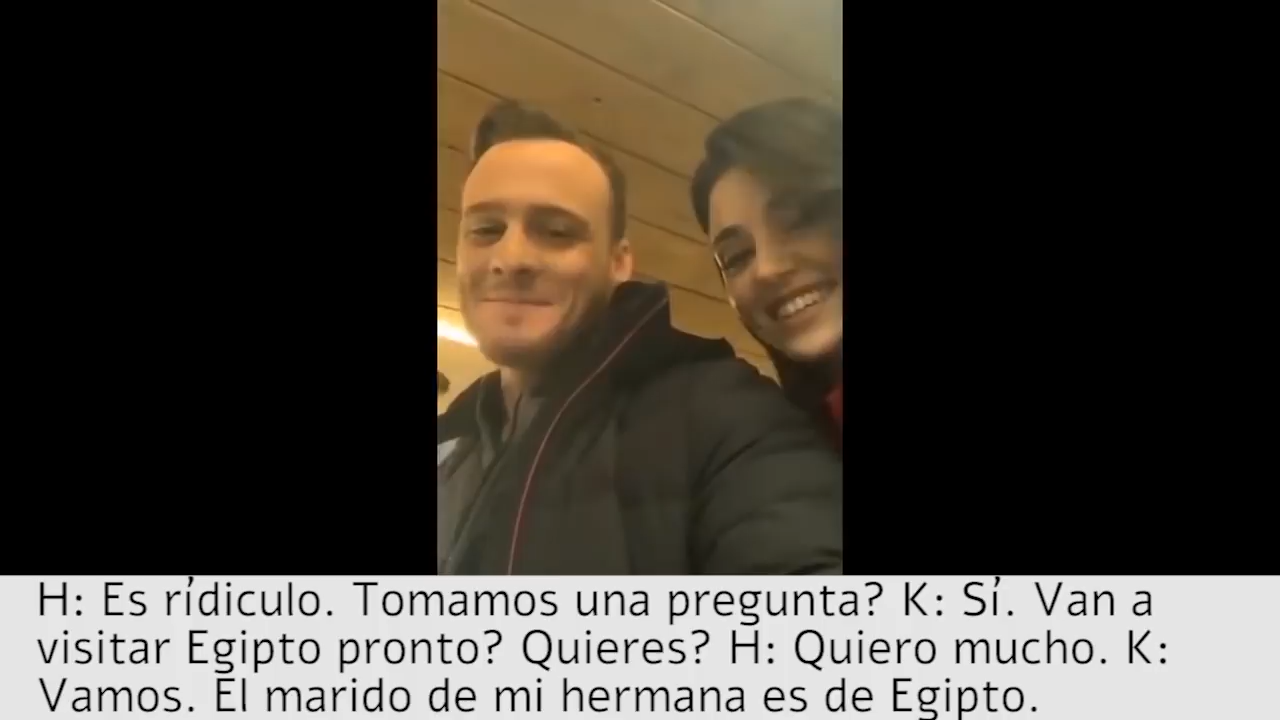 H: Es rídiculo. Tomamos una pregunta? K: Sí. Van a
visitar Egipto pronto? Quieres? H: Quiero mucho. K:
Vamos. El marido de mi hermana es de Egipto.